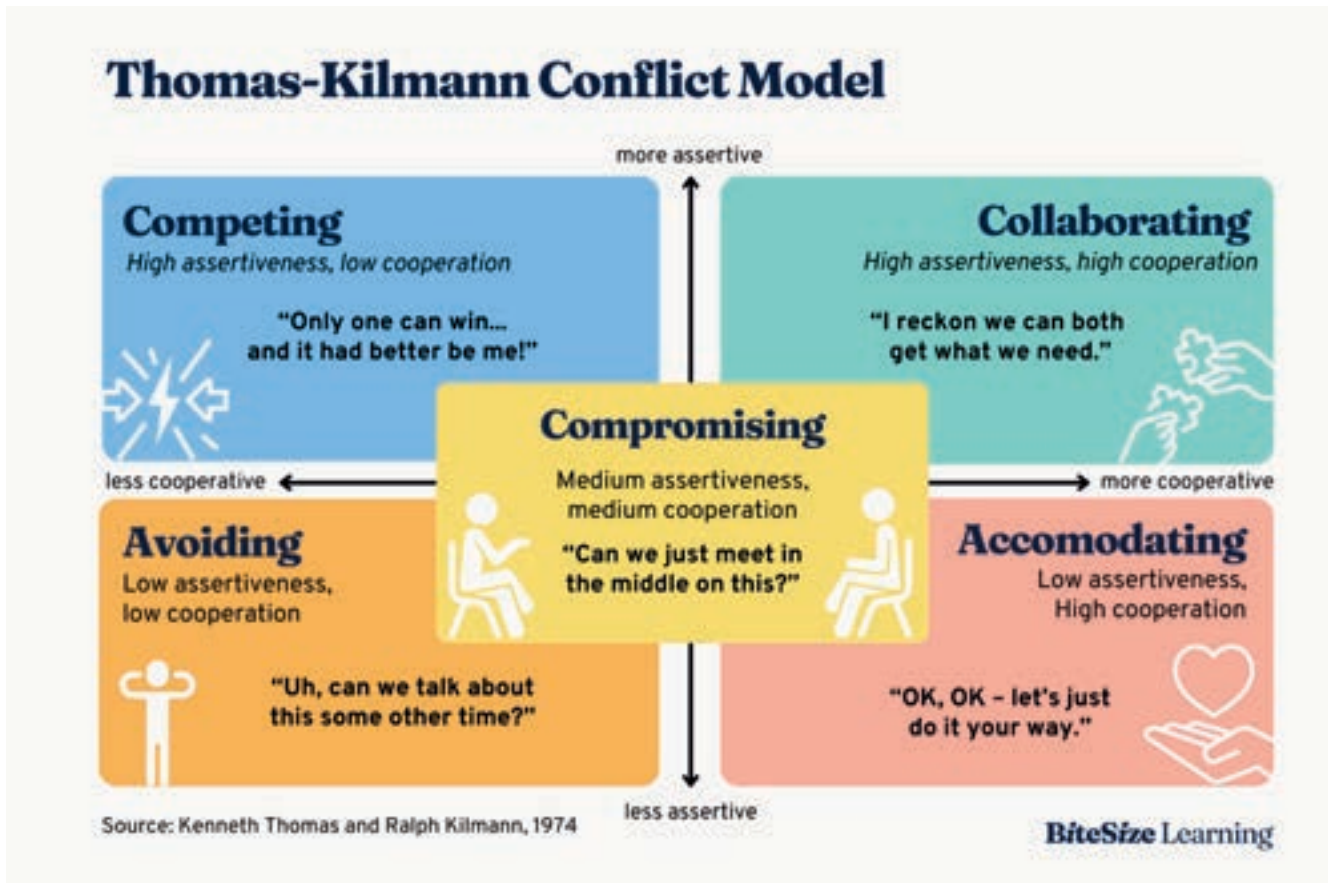 Thomas-Kilmann Conflict Model
more assertive
Competing
High assertiveness, low cooperation
“Only one can win...
and it had better be me!”
Collaborating
High assertiveness, high cooperation
“I reckon we can both
get what we need.”
Compromising
Medium assertiveness,
medium cooperation
“Can we just meet in
the middle on this?”
less cooperative
more cooperative
Avoiding
Low assertiveness,
low cooperation
“Uh, can we talk about
this some other time?”
Accomodating
Low assertiveness,
High cooperation
“OK, OK – let's just
do it your way.”
less assertive
Source: Kenneth Thomas and Ralph Kilmann, 1974
BiteSize Learning